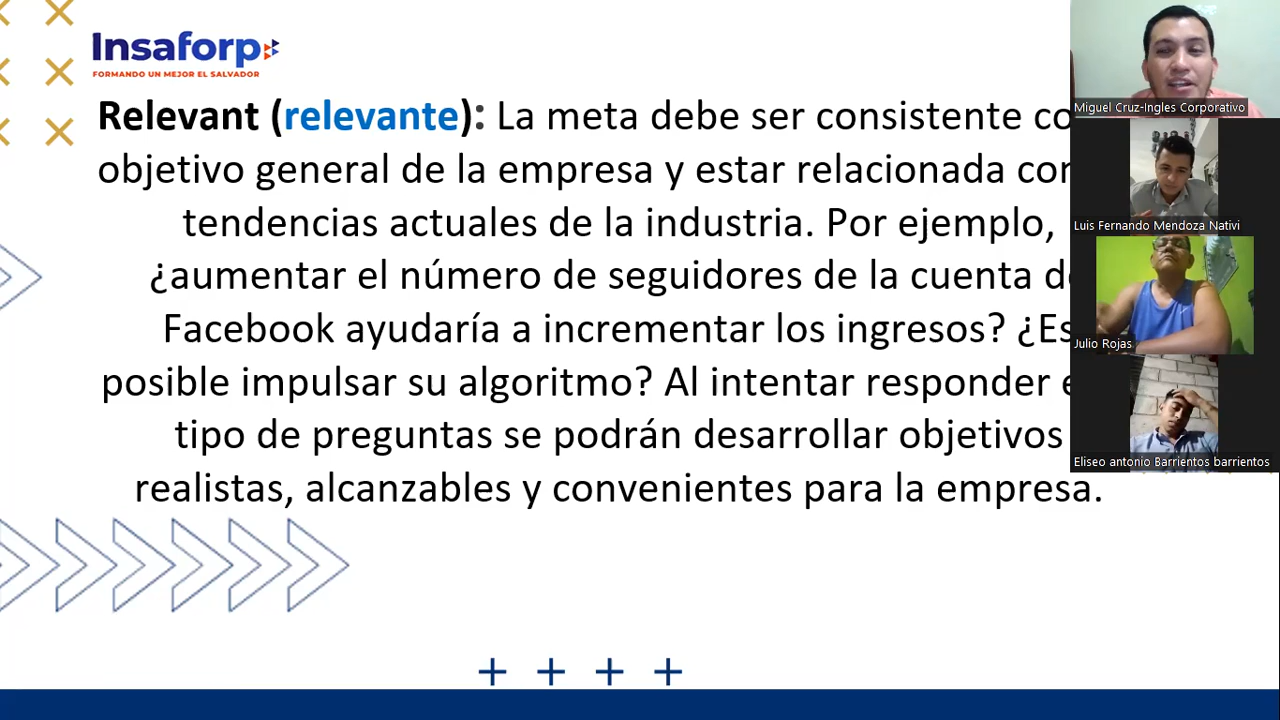 Insaforp
FORMANDO UN MEJOR EL SALVADOR
Relevant (relevante): La meta debe ser consistente
objetivo general de la empresa y estar relacionada
tendencias actuales de la industria. Por ejemplo,
¿aumentar el número de seguidores de la cuenta
Facebook ayudaría a incrementar los ingresos? ¿Es
posible impulsar su algoritmo? Al intentar responder
tipo de preguntas se podrán desarrollar objetivos
realistas, alcanzables y convenientes para la empresa.
Miguel Cruz-Ingles Corporativo
Luis Fernando Mendoza Nativi
Julio Rojas
Eliseo antonio Barrientos barrientos